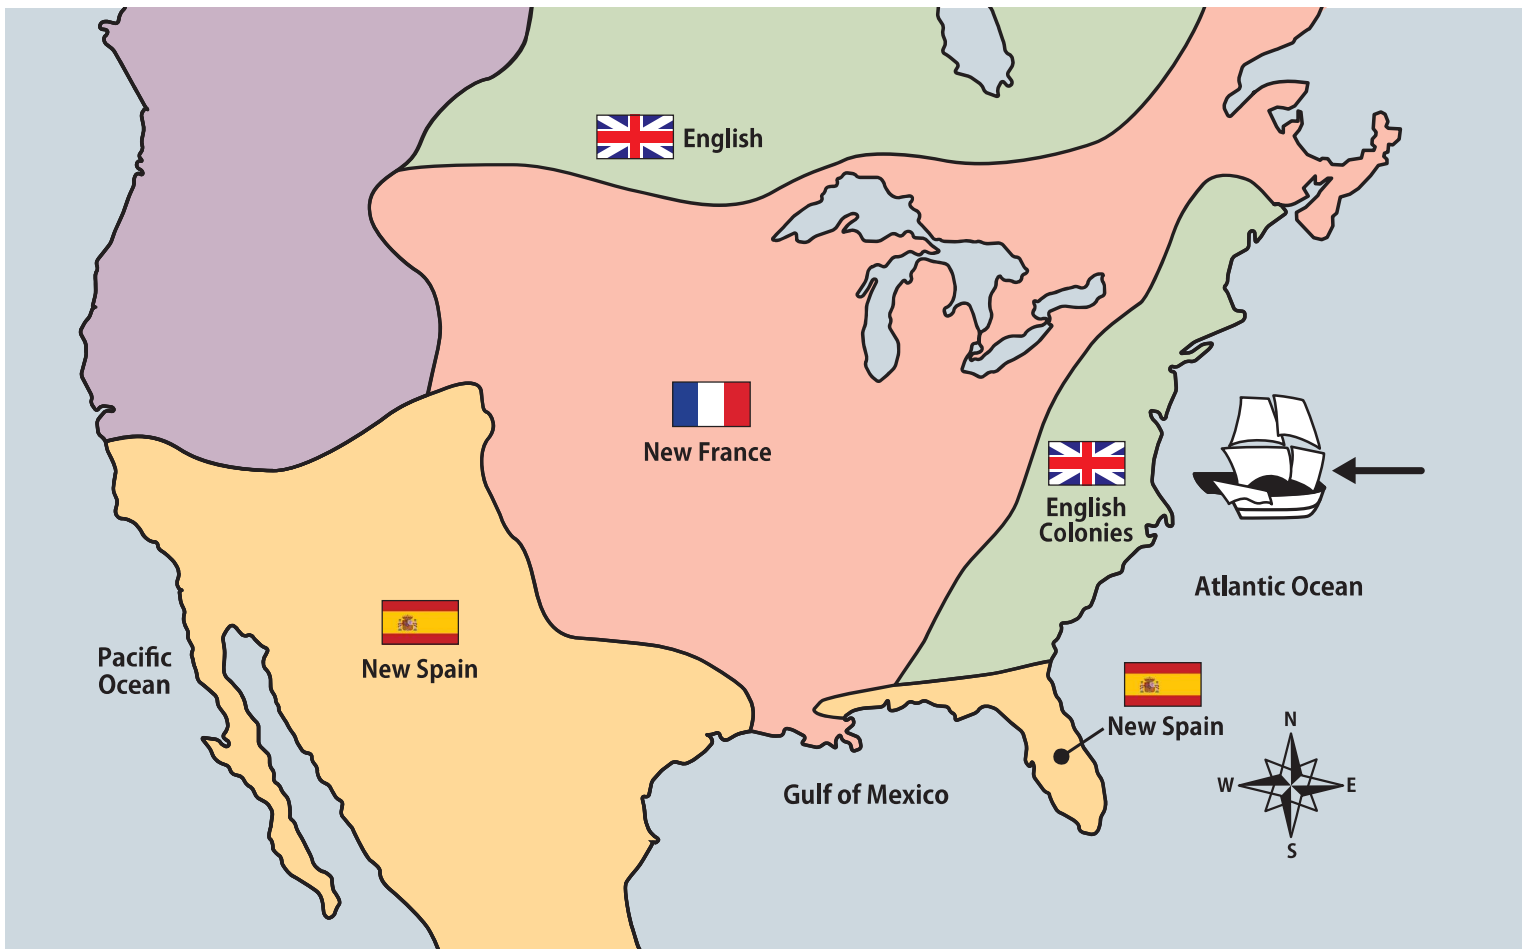 English
New France
English
Colonies
Atlantic Ocean
New Spain
Pacific
Ocean
New Spain
Gulf of Mexico
N
W
E
S